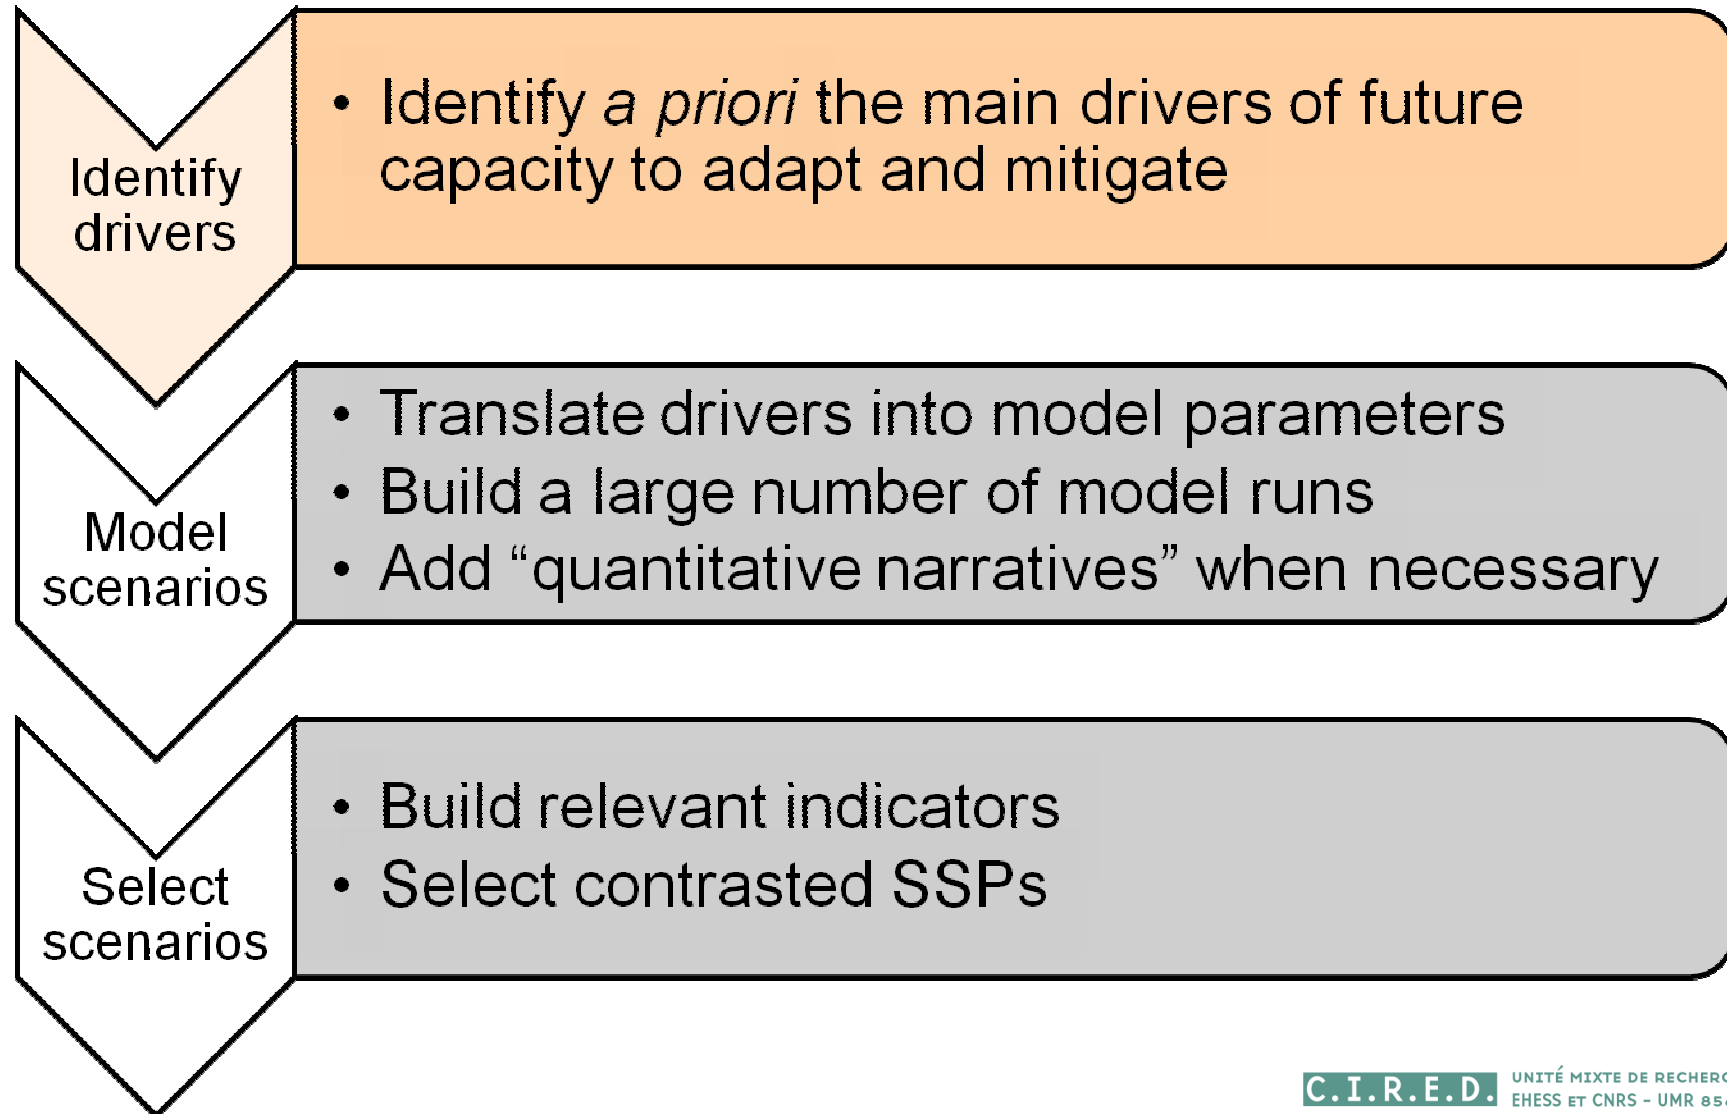 Identify
drivers
• Identify a priori the main drivers of future
capacity to adapt and mitigate
Model
scenarios
• Translate drivers into model parameters
• Build a large number of model runs
• Add “quantitative narratives” when necessary
Select
scenarios
• Build relevant indicators
• Select contrasted SSPs
C.I.R.E.D.
UNITÉ MIXTE DE
EHESS ET CNRS - UMR